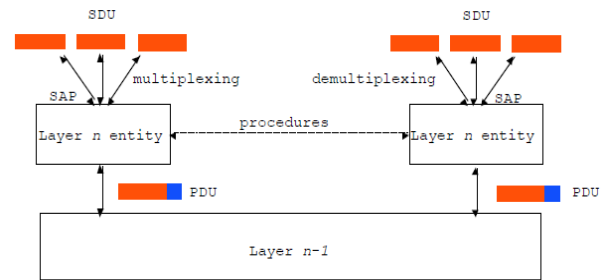 SDU
SDU
multiplexing
demultiplexing
SAP
SAP
procedures
Layer n entity
Layer n entity
PDU
PDU
Layer n-1